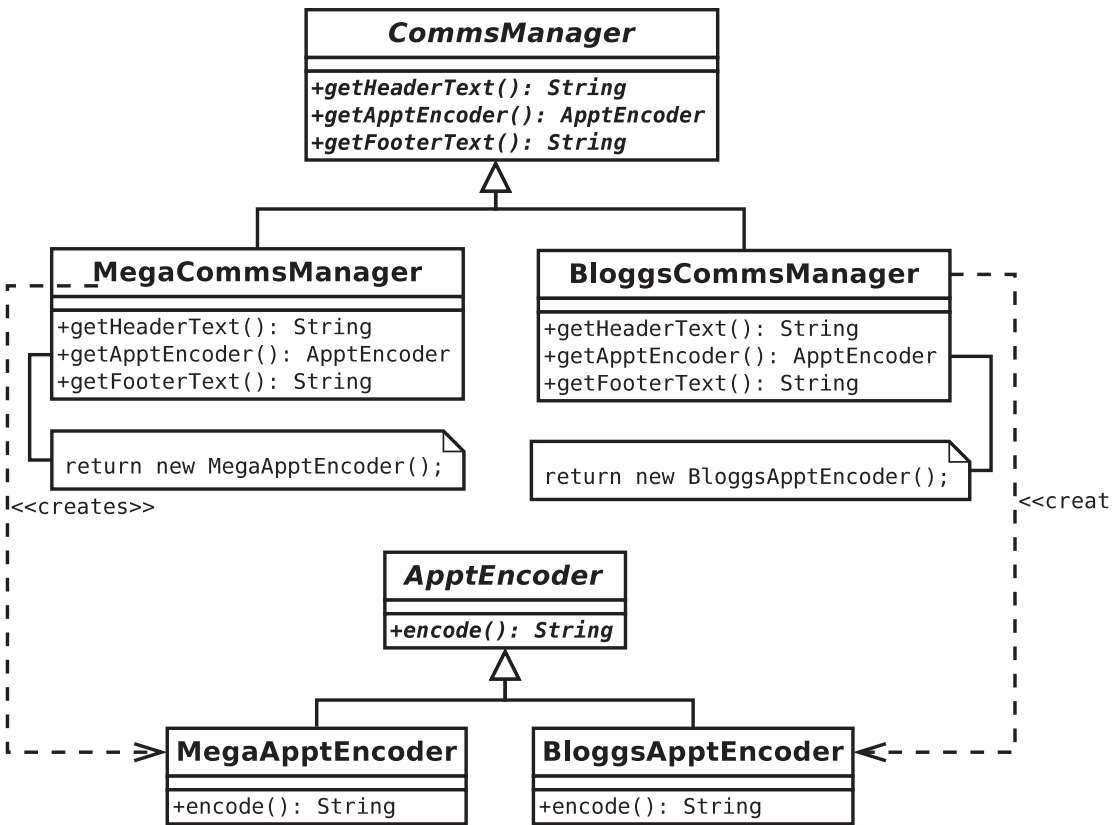 CommsManager
+getHeaderText(): String
+getApptEncoder(): ApptEncoder
+getFooterText(): String
MegaCommsManager
+getHeaderText(): String
+getApptEncoder(): ApptEncoder
+getFooterText(): String
BloggsCommsManager
+getHeaderText(): String
+getApptEncoder(): ApptEncoder
+getFooterText(): String
return new MegaApptEncoder();
return new BloggsApptEncoder();
<<creates>>
<<creat
ApptEncoder
+encode(): String
MegaApptEncoder
+encode(): String
BloggsApptEncoder
+encode(): String